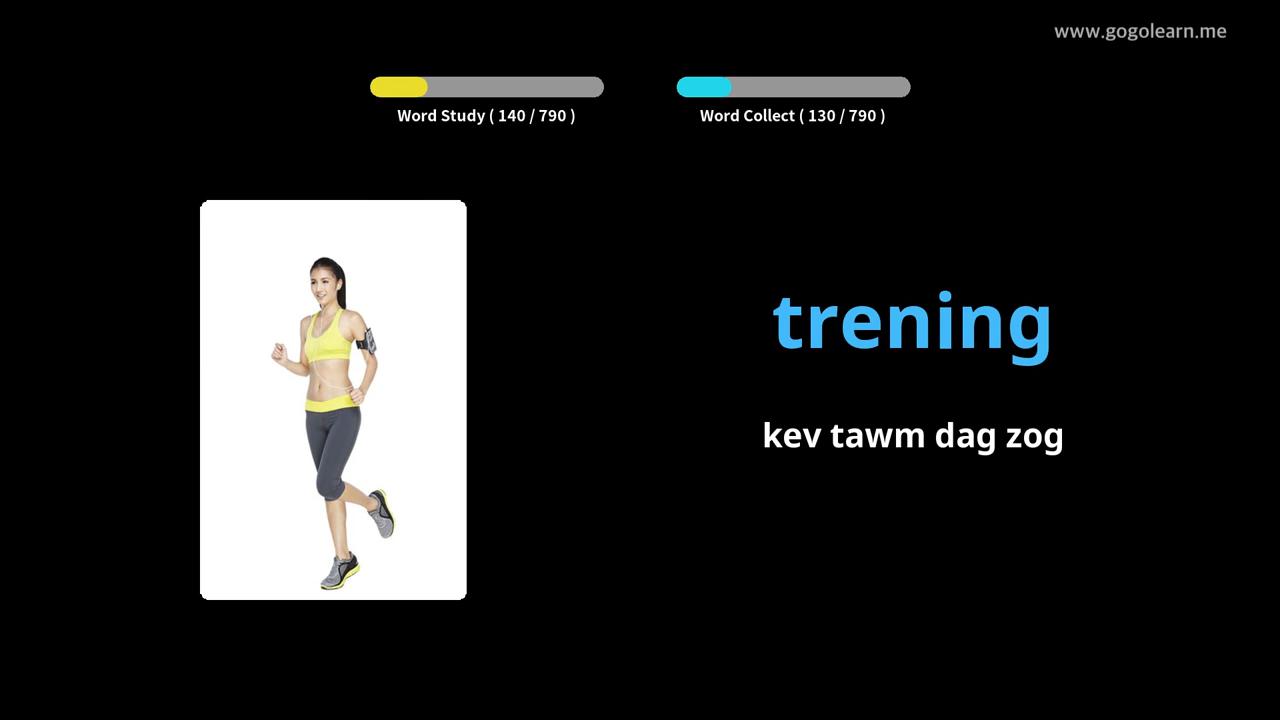 www.gogolearn.me
Word Study ( 140 / 790 )
Word Collect ( 130 / 790 )
trening
kev tawm dag zog